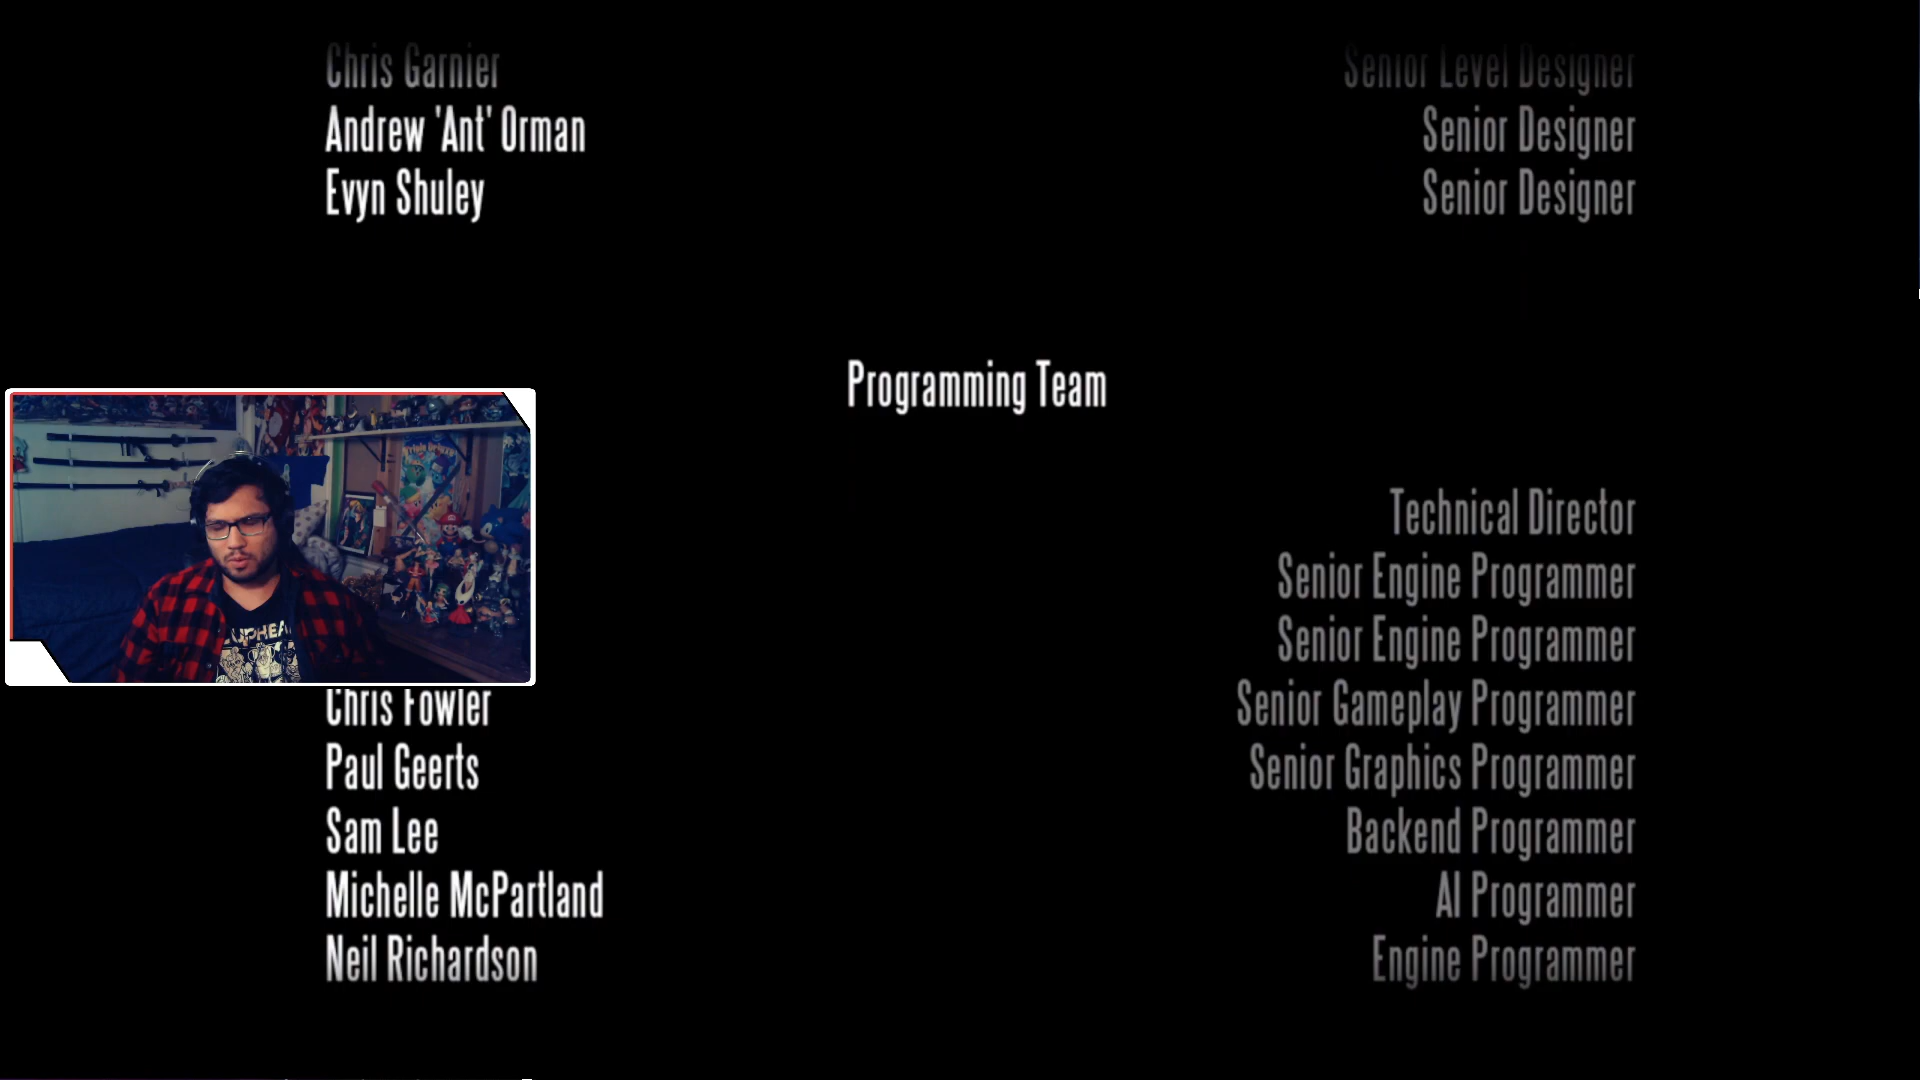 Chris Garnier Senior Level Designer
Andrew 'Ant' Orman Senior Designer
Evyn Shuley Senior Designer
Programming Team
Technical Director
Senior Engine Programmer
Senior Engine Programmer
Chris Fowler Senior Gameplay Programmer
Paul Geerts Senior Graphics Programmer
Sam Lee Backend Programmer
Michelle McPartland AI Programmer
Neil Richardson Engine Programmer